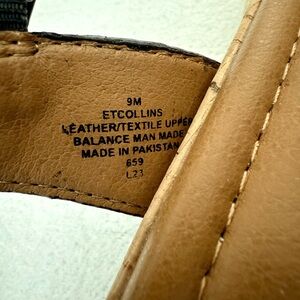 9M
ETCOLLINS
LEATHER/TEXTILE UPPER
BALANCE MAN MADE
MADE IN PAKISTAN
659
L23